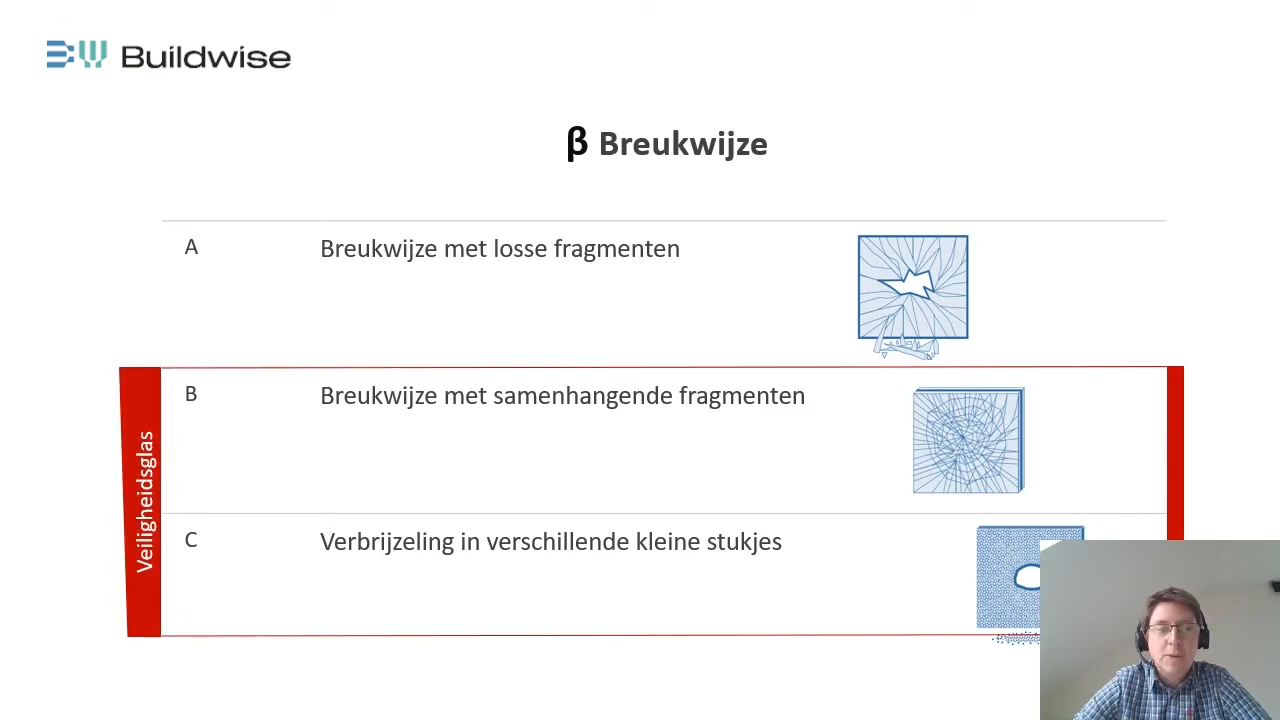 Buildwise
β Breukwijze
A Breukwijze met losse fragmenten
B Breukwijze met samenhangende fragmenten
Veiligheidsglas
C Verbrijzeling in verschillende kleine stukjes